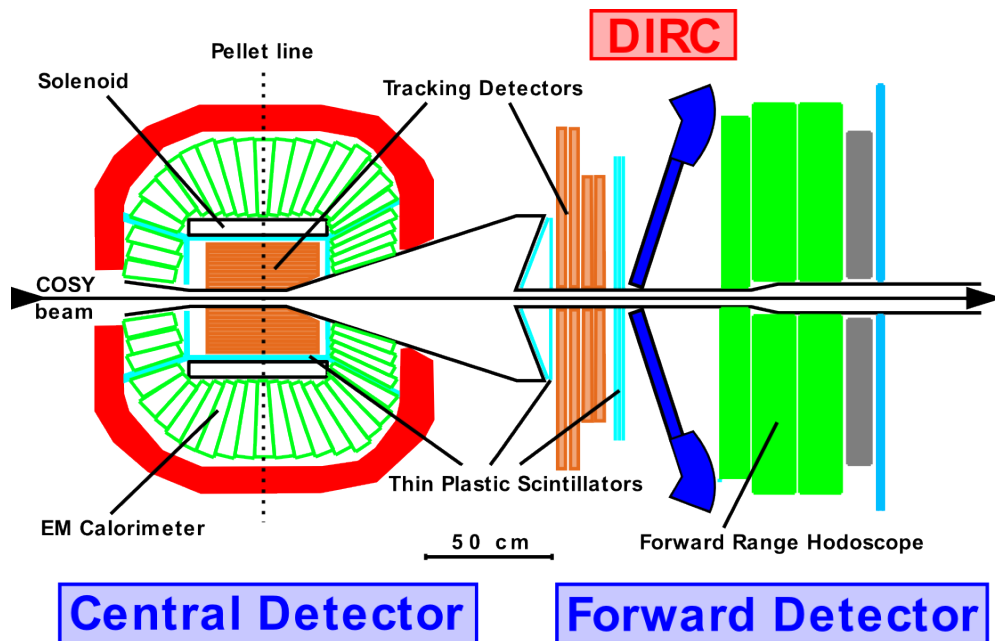 DIRC
Pellet line
Solenoid
Tracking Detectors
COSY
beam
Thin Plastic Scintillators
EM Calorimeter
50 cm
Forward Range Hodoscope
Central Detector
Forward Detector